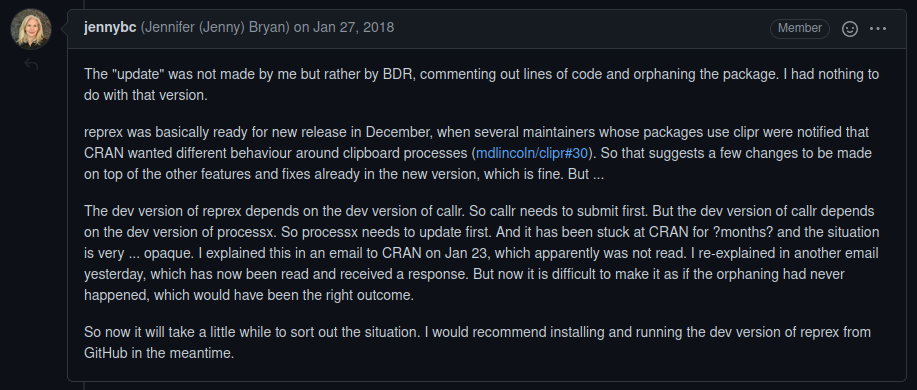 jennybc (Jennifer (Jenny) Bryan) on Jan 27, 2018 Member
The "update" was not made by me but rather by BDR, commenting out lines of code and orphaning the package. I had nothing to
do with that version.
reprex was basically ready for new release in December, when several maintainers whose packages use clipr were notified that
CRAN wanted different behaviour around clipboard processes (mdlincoln/clipr#30). So that suggests a few changes to be made
on top of the other features and fixes already in the new version, which is fine. But ...
The dev version of reprex depends on the dev version of callr. So callr needs to submit first. But the dev version of callr depends
on the dev version of processx. So processx needs to update first. And it has been stuck at CRAN for ?months? and the situation
is very ... opaque. I explained this in an email to CRAN on Jan 23, which apparently was not read. I re-explained in another email
yesterday, which has now been read and received a response. But now it is difficult to make it as if the orphaning had never
happened, which would have been the right outcome.
So now it will take a little while to sort out the situation. I would recommend installing and running the dev version of reprex from
GitHub in the meantime.